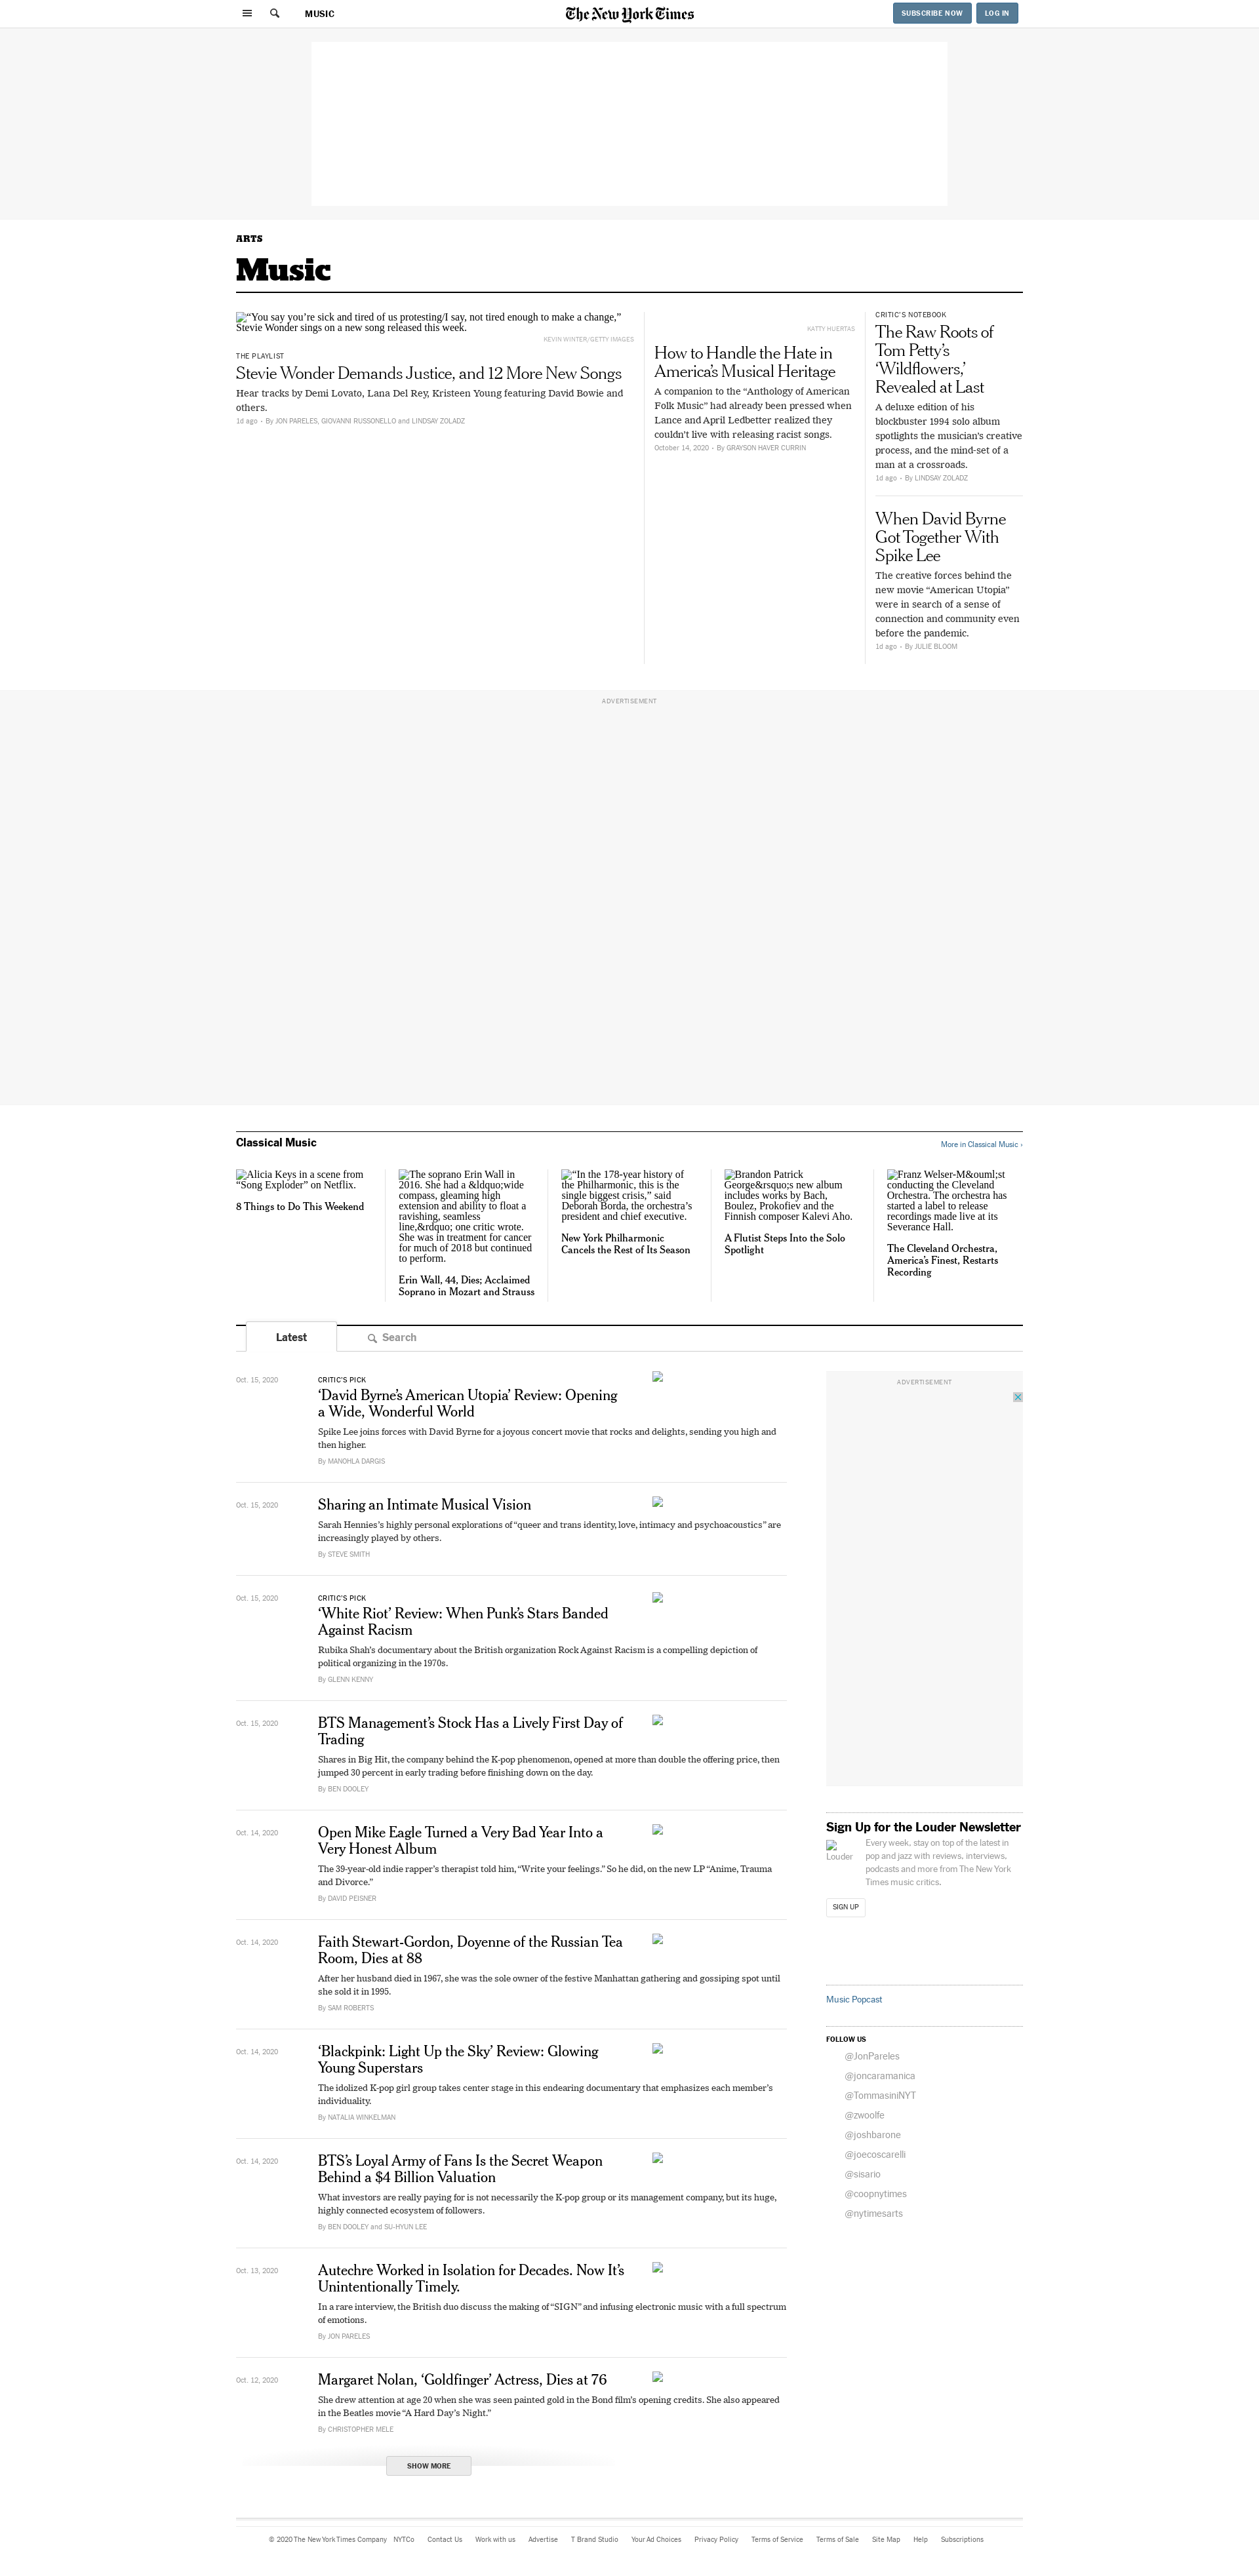 MUSIC
The New York Times
SUBSCRIBE NOW
LOG IN
ARTS
Music
“You say you’re sick and tired of us protesting/I say, not tired enough to make a change,”
Stevie Wonder sings on a new song released this week.
KEVIN WINTER/GETTY IMAGES
THE PLAYLIST
Stevie Wonder Demands Justice, and 12 More New Songs
Hear tracks by Demi Lovato, Lana Del Rey, Kristeen Young featuring David Bowie and
others.
1d ago • By JON PARELES, GIOVANNI RUSSONELLO and LINDSAY ZOLADZ
KATTY HUERTAS
How to Handle the Hate in
America’s Musical Heritage
A companion to the “Anthology of American
Folk Music” had already been pressed when
Lance and April Ledbetter realized they
couldn’t live with releasing racist songs.
October 14, 2020 • By GRAYSON HAVER CURRIN
CRITIC’S NOTEBOOK
The Raw Roots of
Tom Petty’s
‘Wildflowers,’
Revealed at Last
A deluxe edition of his
blockbuster 1994 solo album
spotlights the musician’s creative
process, and the mind-set of a
man at a crossroads.
1d ago • By LINDSAY ZOLADZ
When David Byrne
Got Together With
Spike Lee
The creative forces behind the
new movie “American Utopia”
were in search of a sense of
connection and community even
before the pandemic.
1d ago • By JULIE BLOOM
ADVERTISEMENT
Classical Music
More in Classical Music ›
Alicia Keys in a scene from
“Song Exploder” on Netflix.
8 Things to Do This Weekend
The soprano Erin Wall in
2016. She had a &ldquo;wide
compass, gleaming high
extension and ability to float a
ravishing, seamless
line,&rdquo; one critic wrote.
She was in treatment for cancer
for much of 2018 but continued
to perform.
Erin Wall, 44, Dies; Acclaimed
Soprano in Mozart and Strauss
“In the 178-year history of
the Philharmonic, this is the
single biggest crisis,” said
Deborah Borda, the orchestra’s
president and chief executive.
New York Philharmonic
Cancels the Rest of Its Season
Brandon Patrick
George&rsquo;s new album
includes works by Bach,
Boulez, Prokofiev and the
Finnish composer Kalevi Aho.
A Flutist Steps Into the Solo
Spotlight
Franz Welser-M&ouml;st
conducting the Cleveland
Orchestra. The orchestra has
started a label to release
recordings made live at its
Severance Hall.
The Cleveland Orchestra,
America’s Finest, Restarts
Recording
Latest
Search
Oct. 15, 2020
CRITIC’S PICK
‘David Byrne’s American Utopia’ Review: Opening
a Wide, Wonderful World
Spike Lee joins forces with David Byrne for a joyous concert movie that rocks and delights, sending you high and
then higher.
By MANOHLA DARGIS
Oct. 15, 2020
Sharing an Intimate Musical Vision
Sarah Hennies’s highly personal explorations of “queer and trans identity, love, intimacy and psychoacoustics” are
increasingly played by others.
By STEVE SMITH
Oct. 15, 2020
CRITIC’S PICK
‘White Riot’ Review: When Punk’s Stars Banded
Against Racism
Rubika Shah’s documentary about the British organization Rock Against Racism is a compelling depiction of
political organizing in the 1970s.
By GLENN KENNY
Oct. 15, 2020
BTS Management’s Stock Has a Lively First Day of
Trading
Shares in Big Hit, the company behind the K-pop phenomenon, opened at more than double the offering price, then
jumped 30 percent in early trading before finishing down on the day.
By BEN DOOLEY
Oct. 14, 2020
Open Mike Eagle Turned a Very Bad Year Into a
Very Honest Album
The 39-year-old indie rapper’s therapist told him, “Write your feelings.” So he did, on the new LP “Anime, Trauma
and Divorce.”
By DAVID PEISNER
Oct. 14, 2020
Faith Stewart-Gordon, Doyenne of the Russian Tea
Room, Dies at 88
After her husband died in 1967, she was the sole owner of the festive Manhattan gathering and gossiping spot until
she sold it in 1995.
By SAM ROBERTS
Oct. 14, 2020
‘Blackpink: Light Up the Sky’ Review: Glowing
Young Superstars
The idolized K-pop girl group takes center stage in this endearing documentary that emphasizes each member’s
individuality.
By NATALIA WINKELMAN
Oct. 14, 2020
BTS’s Loyal Army of Fans Is the Secret Weapon
Behind a $4 Billion Valuation
What investors are really paying for is not necessarily the K-pop group or its management company, but its huge,
highly connected ecosystem of followers.
By BEN DOOLEY and SU-HYUN LEE
Oct. 13, 2020
Autechre Worked in Isolation for Decades. Now It’s
Unintentionally Timely.
In a rare interview, the British duo discuss the making of “SIGN” and infusing electronic music with a full spectrum
of emotions.
By JON PARELES
Oct. 12, 2020
Margaret Nolan, ‘Goldfinger’ Actress, Dies at 76
She drew attention at age 20 when she was seen painted gold in the Bond film’s opening credits. She also appeared
in the Beatles movie “A Hard Day’s Night.”
By CHRISTOPHER MELE
SHOW MORE
ADVERTISEMENT
Sign Up for the Louder Newsletter
Louder
Every week, stay on top of the latest in
pop and jazz with reviews, interviews,
podcasts and more from The New York
Times music critics.
SIGN UP
Music Popcast
FOLLOW US
@JonPareles
@joncaramanica
@TommasiniNYT
@zwoolfe
@joshbarone
@joecoscarelli
@sisario
@coopnytimes
@nytimesarts
© 2020 The New York Times Company NYTCo Contact Us Work with us Advertise T Brand Studio Your Ad Choices Privacy Policy Terms of Service Terms of Sale Site Map Help Subscriptions